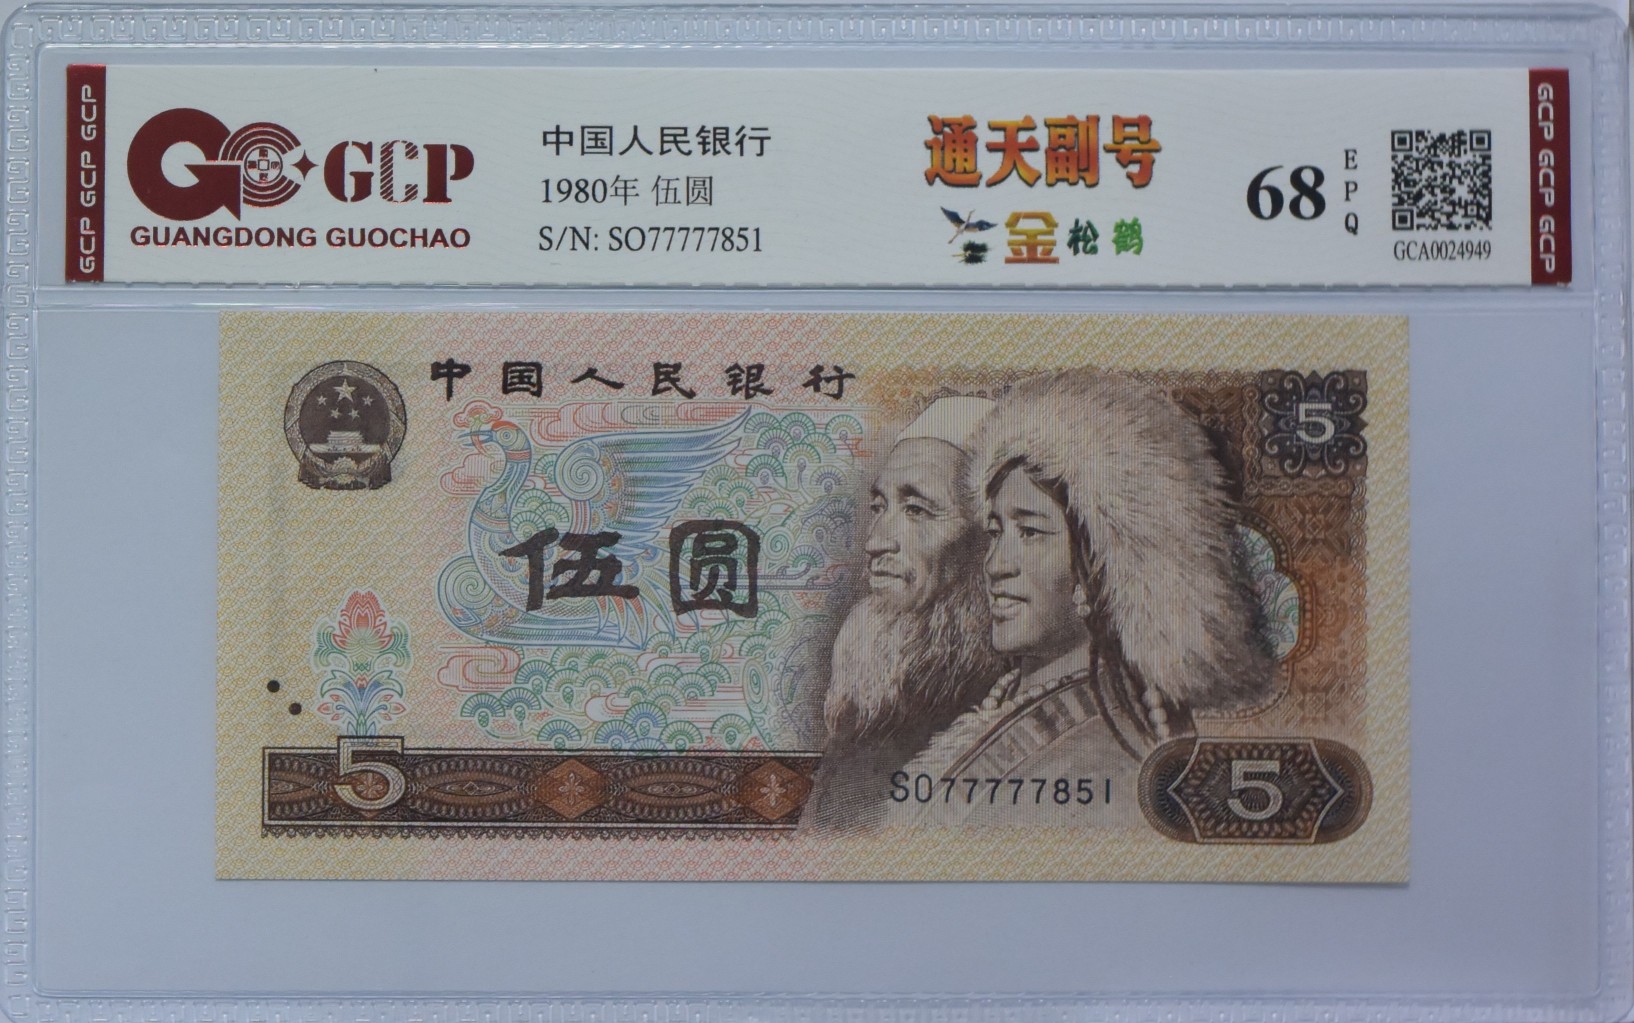 GCP GCP GCP
GCP
GUANGDONG GUOCHAO
中国人民银行
1980年 伍圆
S/N: SO77777851
通天副号
金松鹤
68
EPQ
GCA0024949
GCP GCP GCP
中国人民银行
5
伍圆
5
SO77777851
5